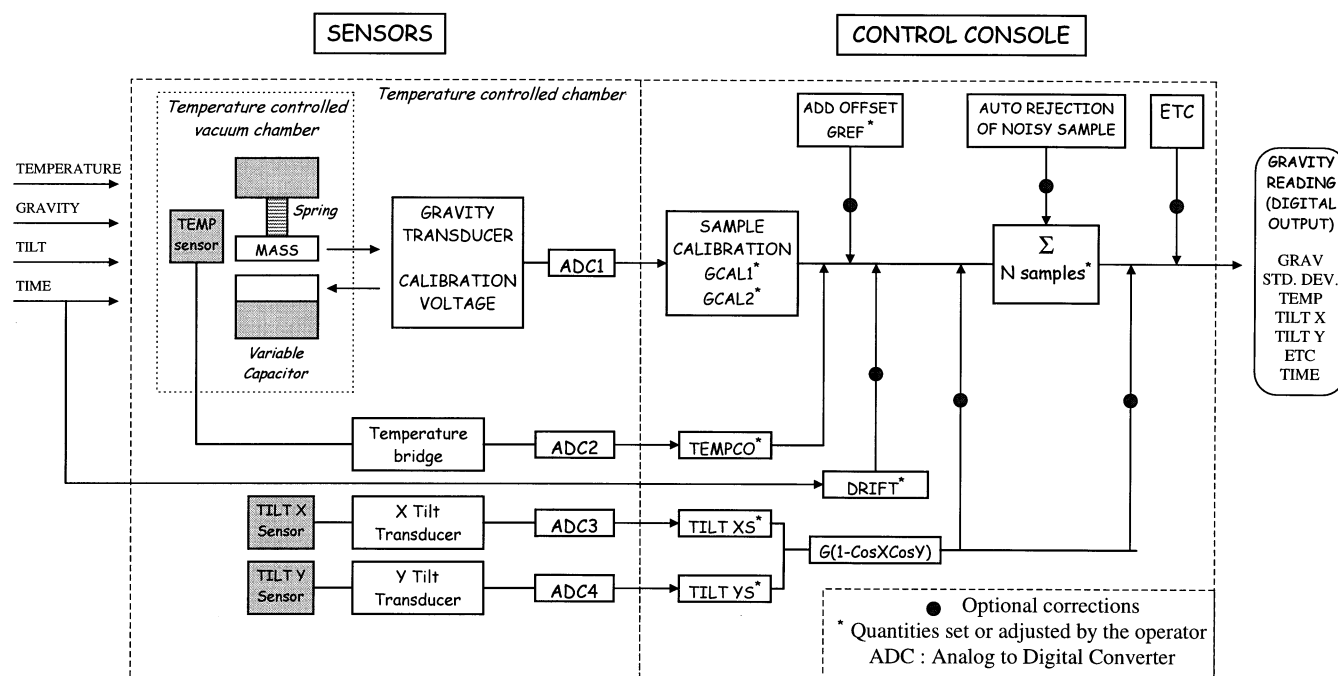 SENSORS
CONTROL CONSOLE
Temperature controlled
vacuum chamber
Temperature controlled chamber
TEMPERATURE
GRAVITY
TILT
TIME
TEMP
sensor
Spring
MASS
Variable
Capacitor
GRAVITY
TRANSDUCER
CALIBRATION
VOLTAGE
ADC1
SAMPLE
CALIBRATION
GCAL1*
GCAL2*
ADD OFFSET
GREF*
AUTO REJECTION
OF NOISY SAMPLE
ETC
Σ
N samples*
GRAVITY
READING
(DIGITAL
OUTPUT)
GRAV
STD. DEV.
TEMP
TILT X
TILT Y
ETC
TIME
Temperature
bridge
ADC2
TEMPCO*
DRIFT*
TILT X
Sensor
X Tilt
Transducer
ADC3
TILT XS*
G(1-CosXCosY)
TILT Y
Sensor
Y Tilt
Transducer
ADC4
TILT YS*
Optional corrections
* Quantities set or adjusted by the operator
ADC : Analog to Digital Converter